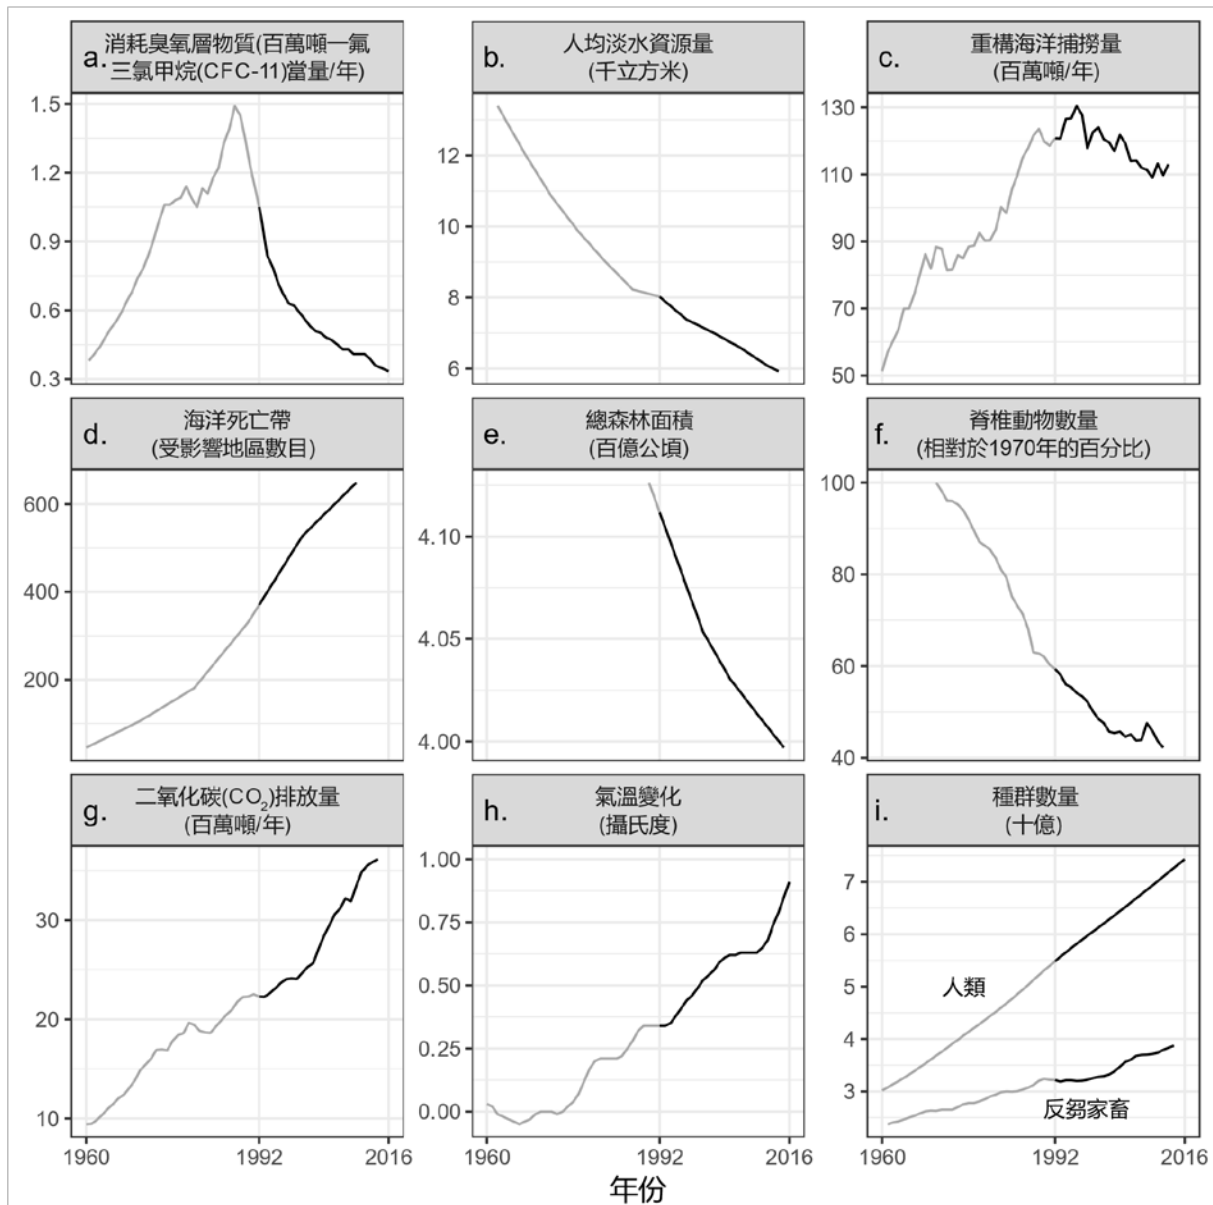 a. 消耗臭氧層物質(百萬噸一氟
三氯甲烷(CFC-11)當量/年)
b. 人均淡水資源量
(千立方米)
c. 重構海洋捕撈量
(百萬噸/年)
1.5
1.2
0.9
0.6
0.3
12
10
8
6
130
110
90
70
50
d. 海洋死亡帶
(受影響地區數目)
e. 總森林面積
(百億公頃)
f. 脊椎動物數量
(相對於1970年的百分比)
600
400
200
4.10
4.05
4.00
100
80
60
40
g. 二氧化碳(CO₂)排放量
(百萬噸/年)
h. 氣溫變化
(攝氏度)
i. 種群數量
(十億)
30
20
10
1.00
0.75
0.50
0.25
0.00
7
6
5
4
3
人類
反芻家畜
1960 1992 2016
1960 1992 2016
1960 1992 2016
年份